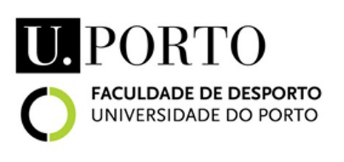 U. PORTO
FACULDADE DE DESPORTO
UNIVERSIDADE DO PORTO